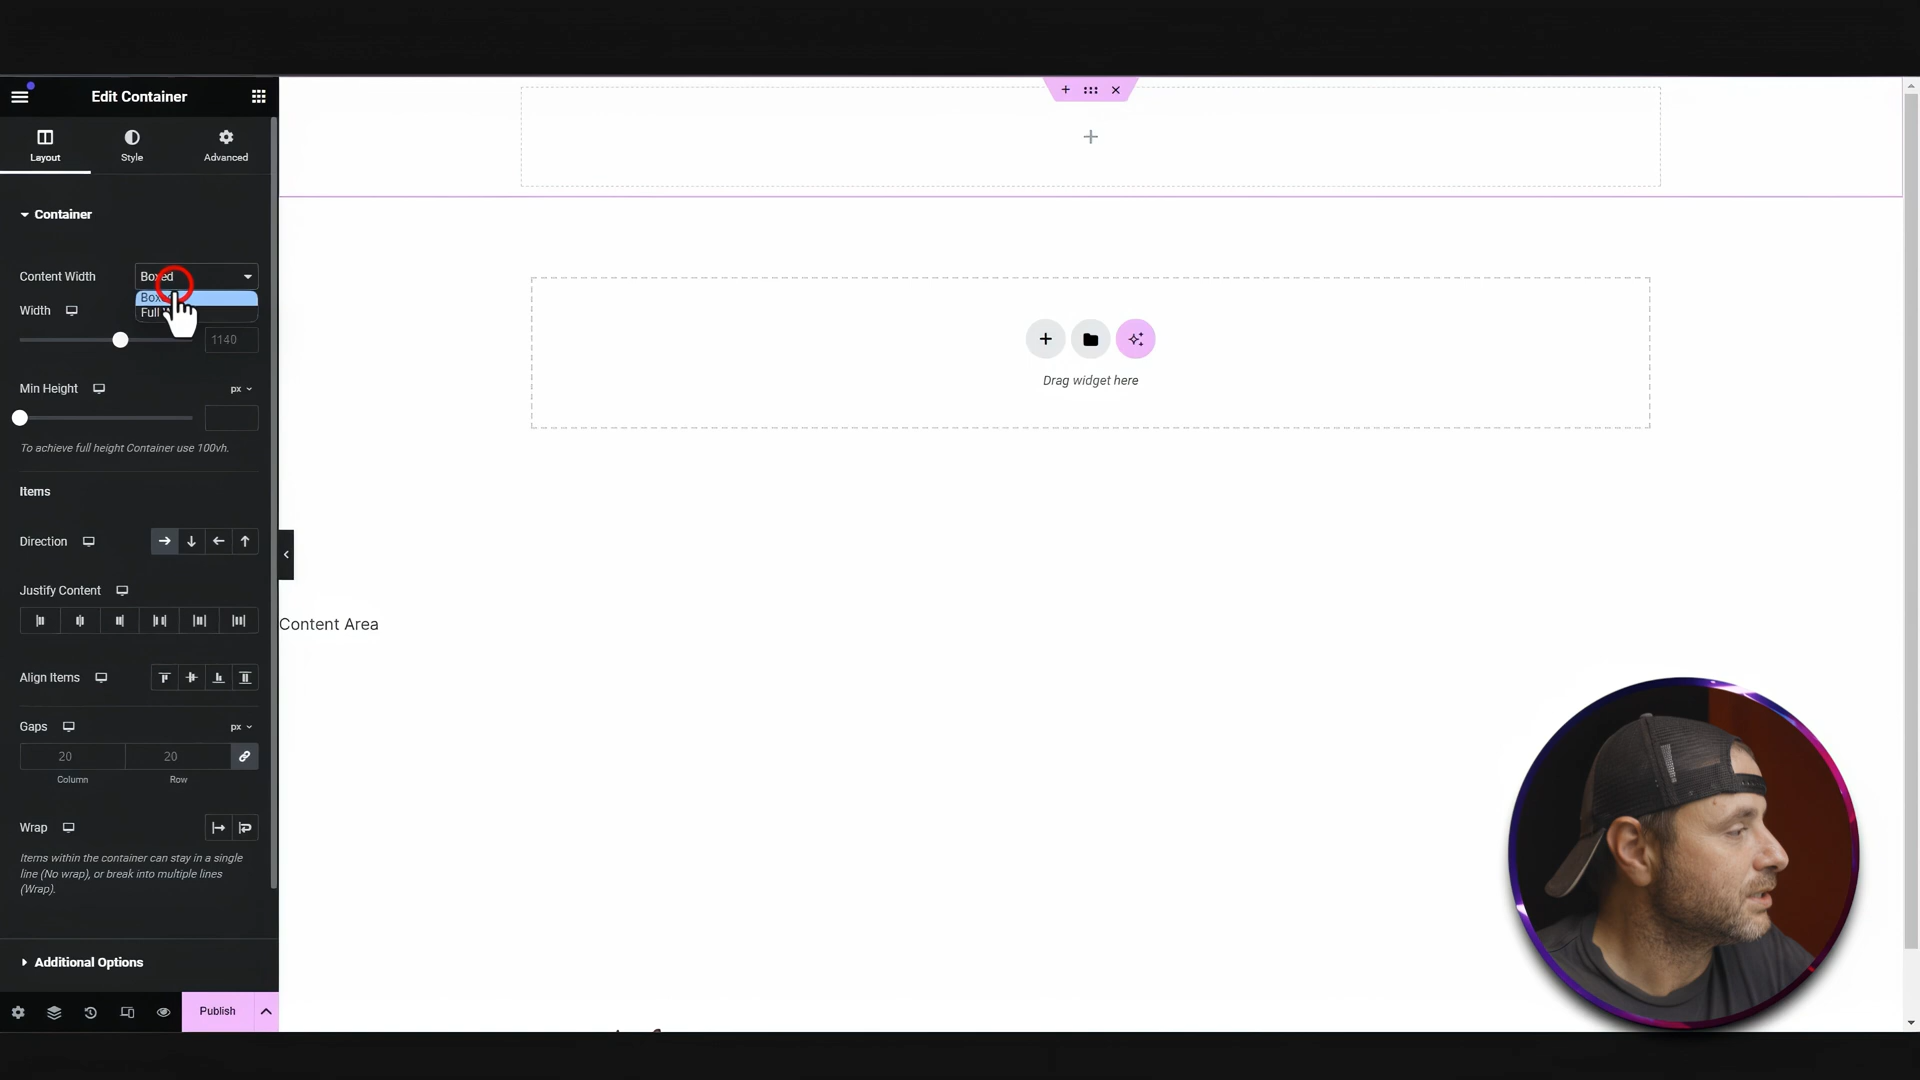 Edit Container
Layout
Style
Advanced
Container
Content Width
Boxed
Full
Width
1140
Min Height
px
To achieve full height Container use 100vh.
Items
Direction
Justify Content
Align Items
Gaps
px
20
20
Column
Row
Wrap
Items within the container can stay in a single
line (No wrap), or break into multiple lines
(Wrap).
Additional Options
Publish
Drag widget here
Content Area